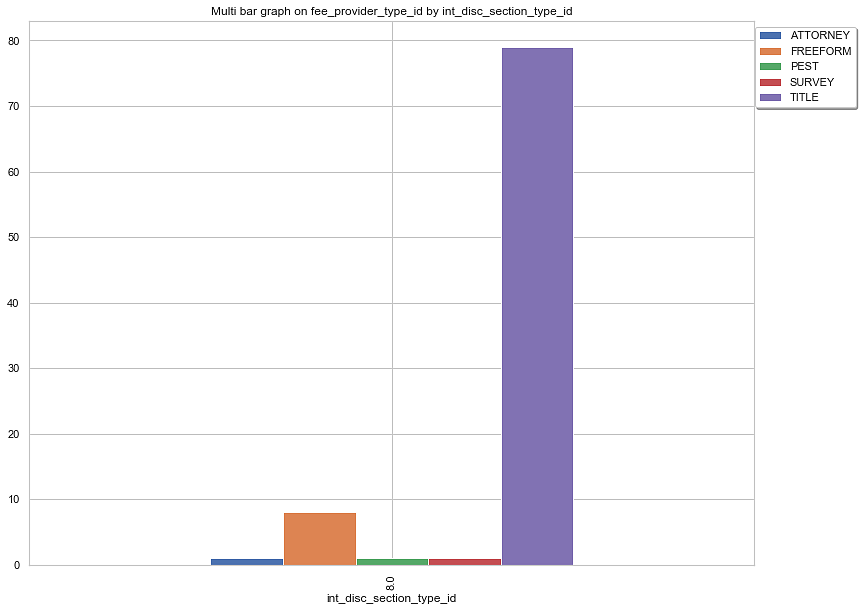 Multi bar graph on fee_provider_type_id by int_disc_section_type_id
80
70
60
50
40
30
20
10
0
8.0
int_disc_section_type_id
ATTORNEY
FREEFORM
PEST
SURVEY
TITLE